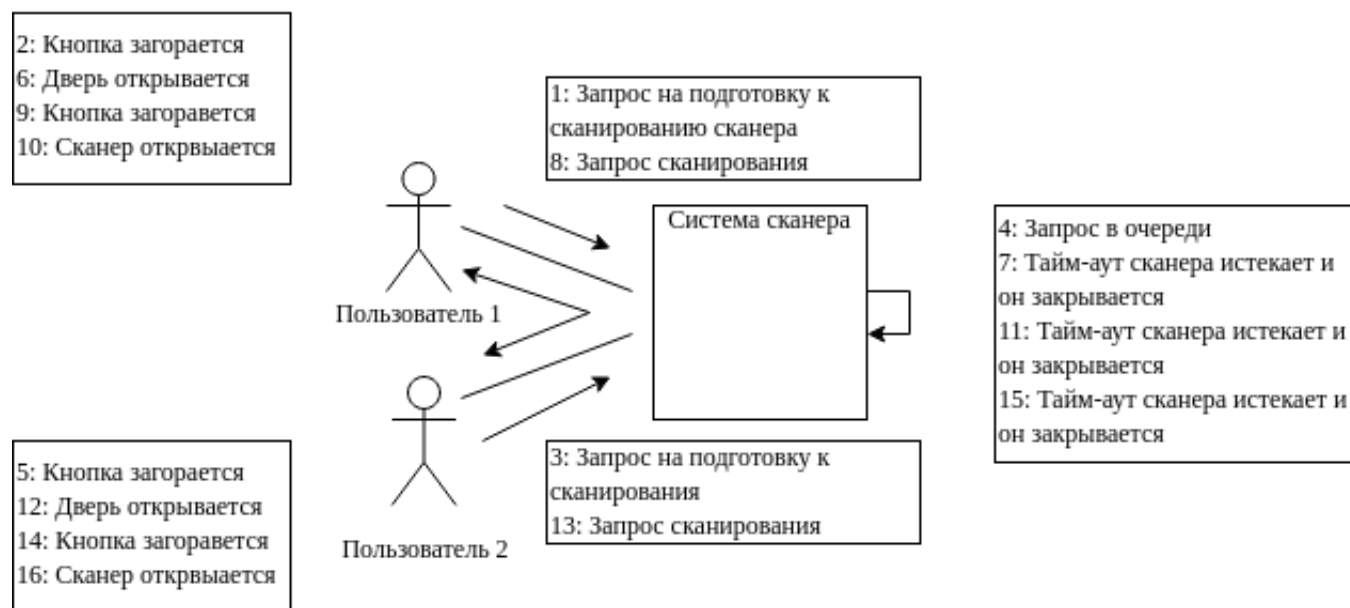 2: Кнопка загорается
6: Дверь открывается
9: Кнопка загоравется
10: Сканер откврыается
1: Запрос на подготовку к
сканированию сканера
8: Запрос сканирования
Система сканера
4: Запрос в очереди
7: Тайм-аут сканера истекает и
он закрывается
11: Тайм-аут сканера истекает и
он закрывается
15: Тайм-аут сканера истекает и
он закрывается
Пользователь 1
5: Кнопка загорается
12: Дверь открывается
14: Кнопка загоравется
16: Сканер откврыается
3: Запрос на подготовку к
сканирования
13: Запрос сканирования
Пользователь 2